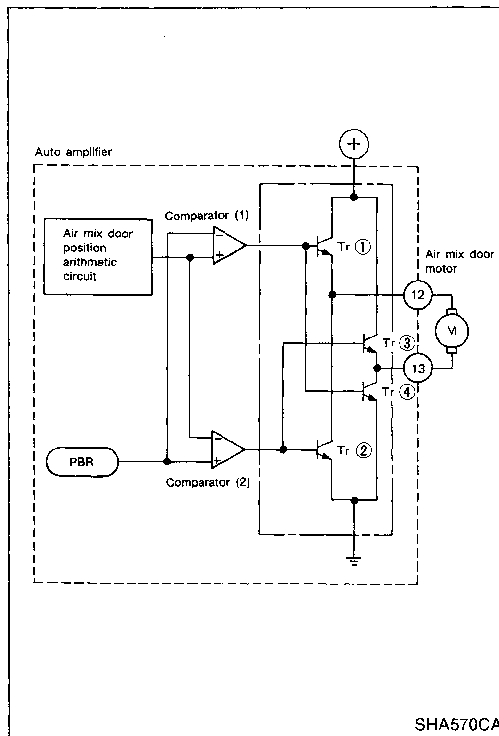 +
Auto amplifier
Comparator (1)
Air mix door
position
arithmetic
circuit
−
+
Tr ①
Air mix door
motor
12
M
Tr ③
13
Tr ④
−
+
PBR
Tr ②
Comparator (2)
SHA570CA